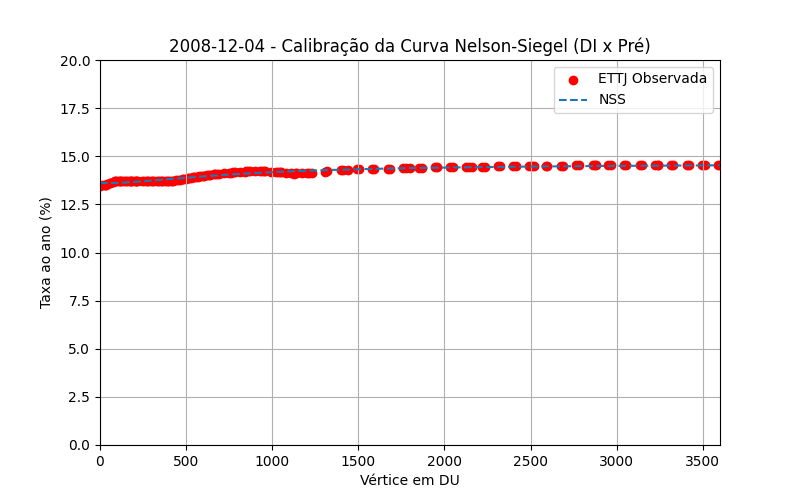 2008-12-04 - Calibração da Curva Nelson-Siegel (DI x Pré)
ETTJ Observada
NSS
Taxa ao ano (%)
20.0
17.5
15.0
12.5
10.0
7.5
5.0
2.5
0.0
0 500 1000 1500 2000 2500 3000 3500
Vértice em DU